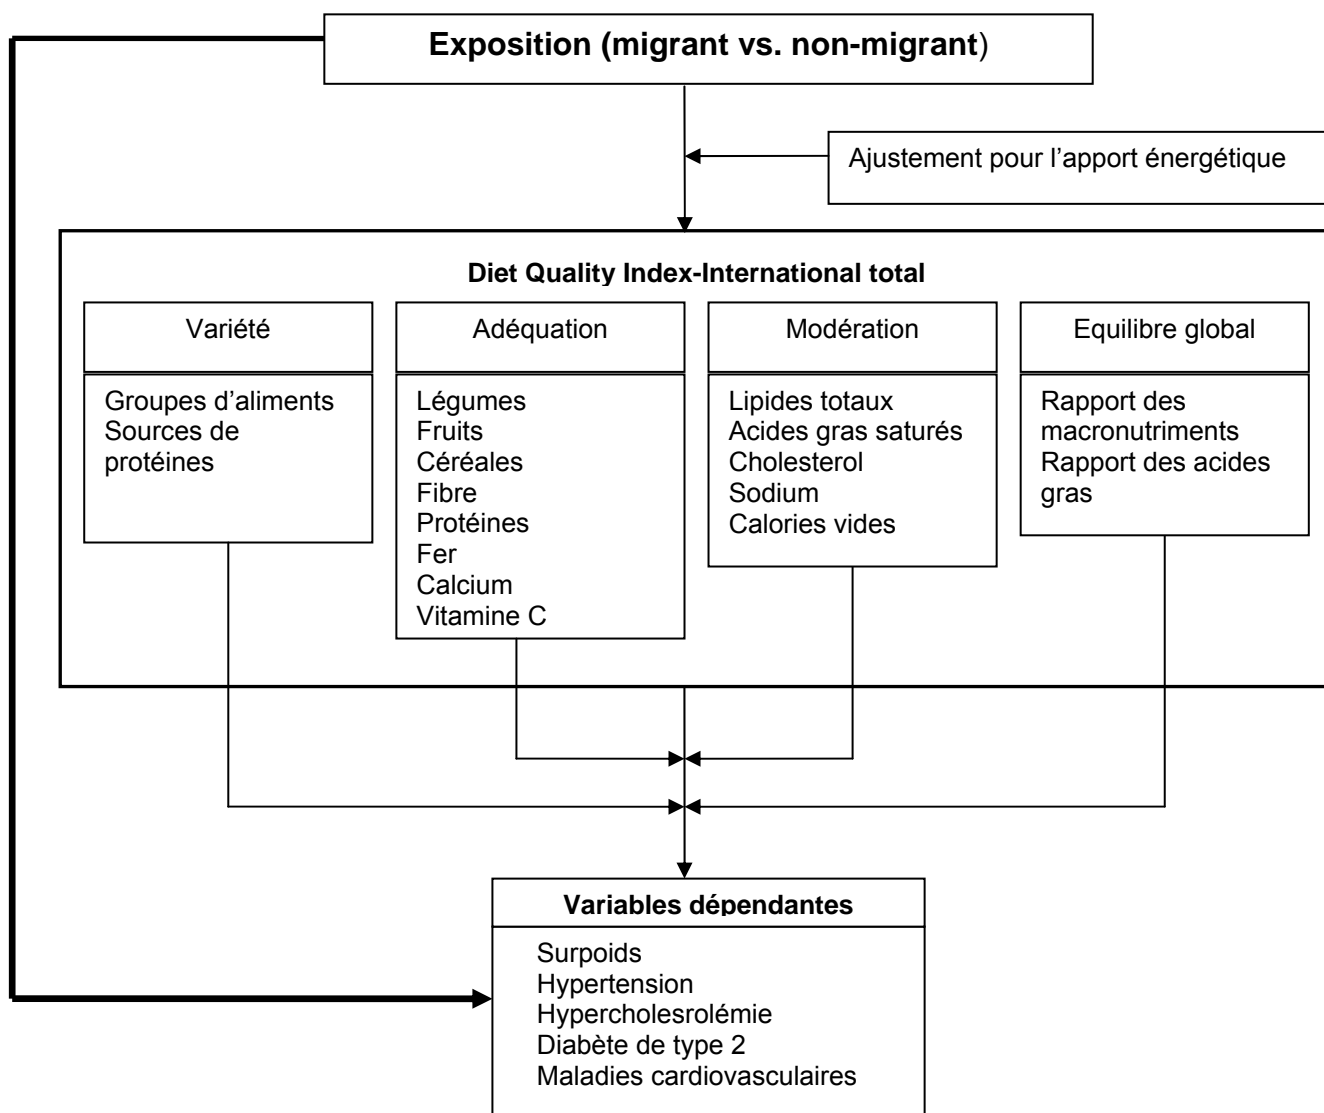 Exposition (migrant vs. non-migrant)
Ajustement pour l'apport énergétique
Diet Quality Index-International total
Variété
Groupes d'aliments
Sources de
protéines
Adéquation
Légumes
Fruits
Céréales
Fibre
Protéines
Fer
Calcium
Vitamine C
Modération
Lipides totaux
Acides gras saturés
Cholesterol
Sodium
Calories vides
Equilibre global
Rapport des
macronutriments
Rapport des acides
gras
Variables dépendantes
Surpoids
Hypertension
Hypercholesrolémie
Diabète de type 2
Maladies cardiovasculaires